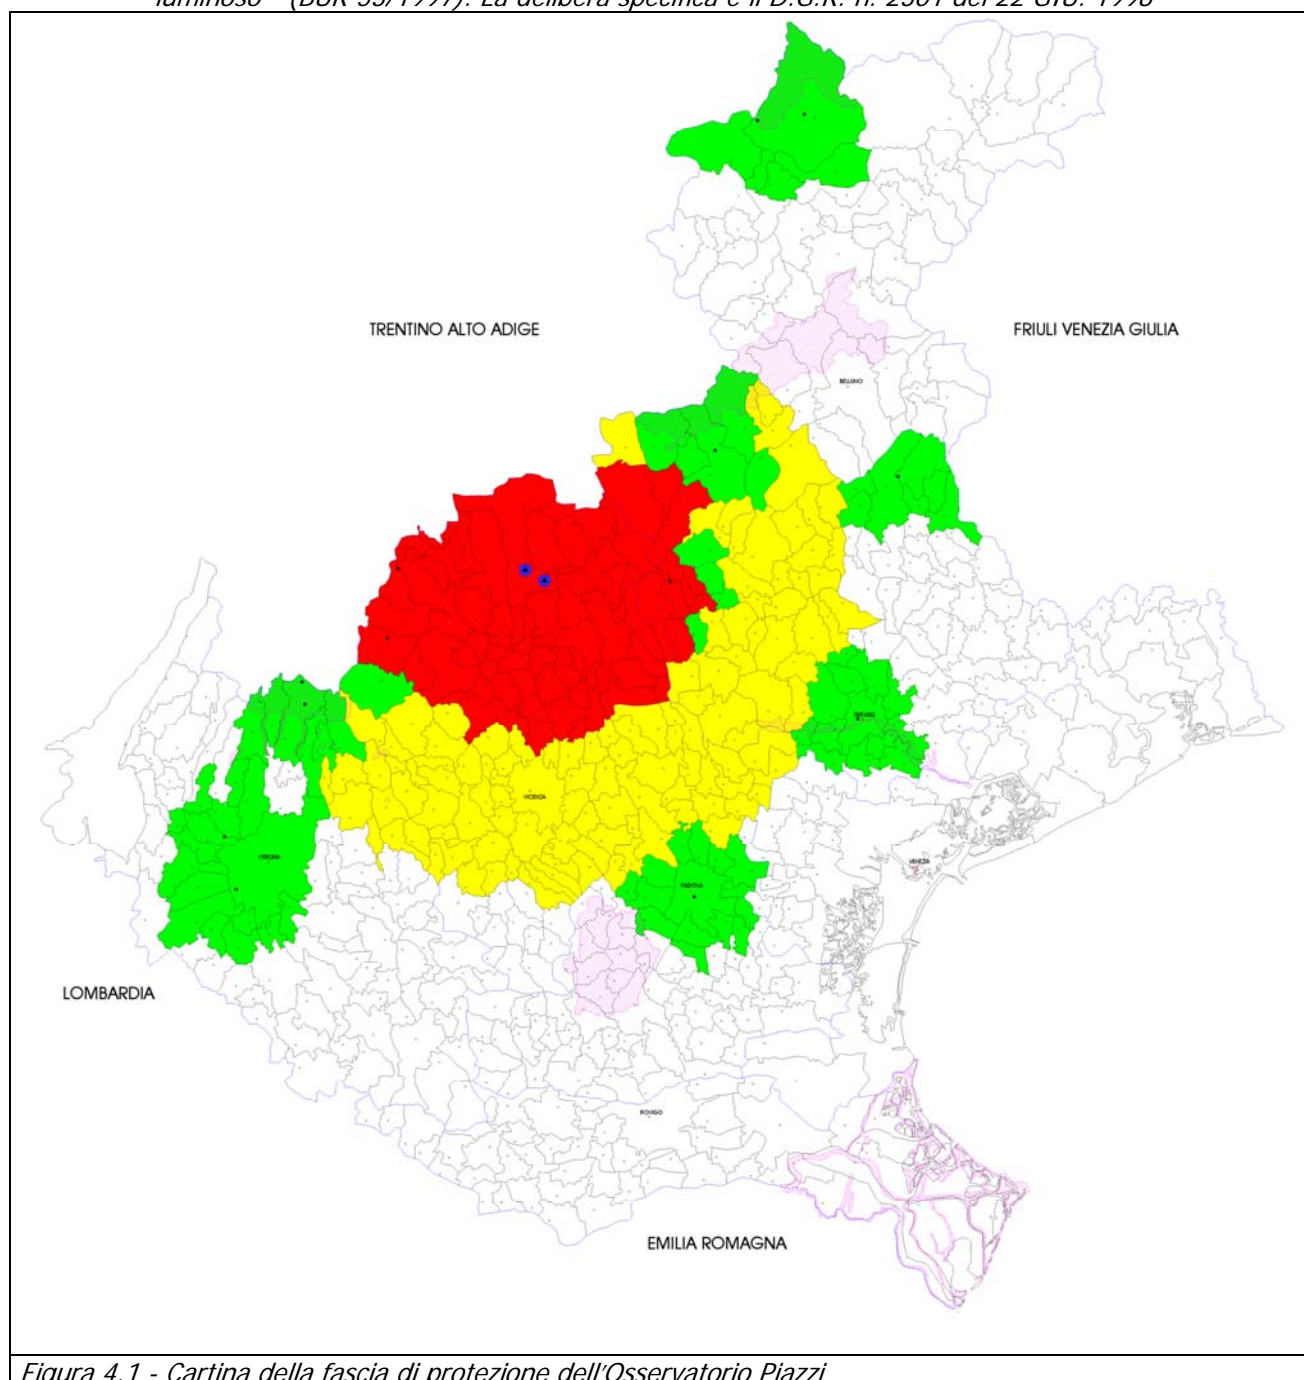 luminoso" (BUR 53/1997). La delibera specifica è il D.G.R. n. 2301 del 22 GIU. 1998
TRENTINO ALTO ADIGE
FRIULI VENEZIA GIULIA
BELLUNO
TREVISO
VICENZA
VERONA
VENEZIA
PADOVA
LOMBARDIA
ROVIGO
EMILIA ROMAGNA
Figura 4.1 - Cartina della fascia di protezione dell'Osservatorio Piazzi